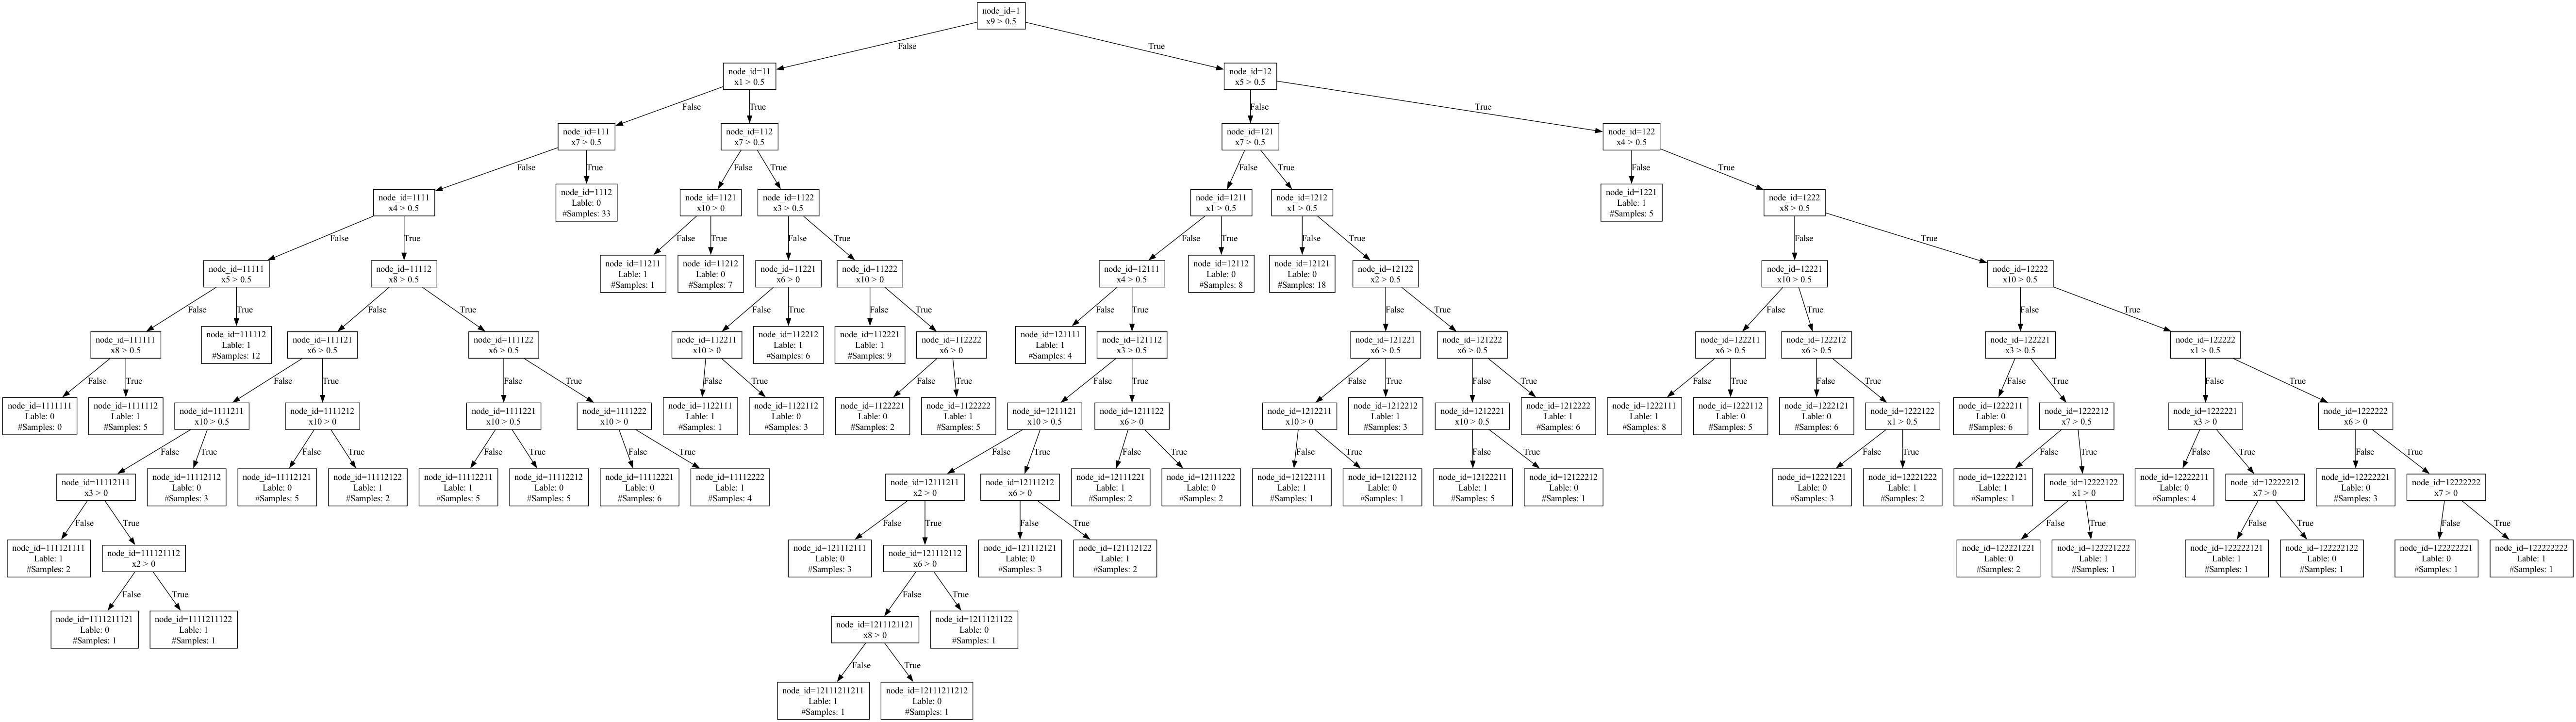 node_id=1
x9 > 0.5
False
True
node_id=11
x1 > 0.5
node_id=12
x5 > 0.5
False
True
False
True
node_id=111
x7 > 0.5
node_id=112
x7 > 0.5
node_id=121
x7 > 0.5
node_id=122
x4 > 0.5
False
True
False
True
False
True
False
True
node_id=1111
x4 > 0.5
node_id=1112
Lable: 0
#Samples: 33
node_id=1121
x10 > 0
node_id=1122
x3 > 0.5
node_id=1211
x1 > 0.5
node_id=1212
x1 > 0.5
node_id=1221
Lable: 1
#Samples: 5
node_id=1222
x8 > 0.5
False
True
False
True
False
True
False
True
False
True
False
True
node_id=11111
x5 > 0.5
node_id=11112
x8 > 0.5
node_id=11211
Lable: 1
#Samples: 1
node_id=11212
Lable: 0
#Samples: 7
node_id=11221
x6 > 0
node_id=11222
x10 > 0
node_id=12111
x4 > 0.5
node_id=12112
Lable: 0
#Samples: 8
node_id=12121
Lable: 0
#Samples: 18
node_id=12122
x2 > 0.5
node_id=12221
x10 > 0.5
node_id=12222
x10 > 0.5
False
True
False
True
False
True
False
True
False
True
False
True
False
True
False
True
node_id=111111
x8 > 0.5
node_id=111112
Lable: 1
#Samples: 12
node_id=111121
x6 > 0.5
node_id=111122
x6 > 0.5
node_id=112211
x10 > 0
node_id=112212
Lable: 1
#Samples: 6
node_id=112221
Lable: 1
#Samples: 9
node_id=112222
x6 > 0
node_id=121111
Lable: 1
#Samples: 4
node_id=121112
x3 > 0.5
node_id=121221
x6 > 0.5
node_id=121222
x6 > 0.5
node_id=122211
x6 > 0.5
node_id=122212
x6 > 0.5
node_id=122221
x3 > 0.5
node_id=122222
x1 > 0.5
False
True
False
True
False
True
False
True
False
True
False
True
False
True
False
True
False
True
False
True
False
True
False
True
node_id=1111111
Lable: 0
#Samples: 0
node_id=1111112
Lable: 1
#Samples: 5
node_id=1111211
x10 > 0.5
node_id=1111212
x10 > 0
node_id=1111221
x10 > 0.5
node_id=1111222
x10 > 0
node_id=1122111
Lable: 1
#Samples: 1
node_id=1122112
Lable: 0
#Samples: 3
node_id=1122221
Lable: 0
#Samples: 2
node_id=1122222
Lable: 1
#Samples: 5
node_id=1211121
x10 > 0.5
node_id=1211122
x6 > 0
node_id=1212211
x10 > 0
node_id=1212212
Lable: 1
#Samples: 3
node_id=1212221
x10 > 0.5
node_id=1212222
Lable: 1
#Samples: 6
node_id=1222111
Lable: 1
#Samples: 8
node_id=1222112
Lable: 0
#Samples: 5
node_id=1222121
Lable: 0
#Samples: 6
node_id=1222122
x1 > 0.5
node_id=1222211
Lable: 0
#Samples: 6
node_id=1222212
x7 > 0.5
node_id=1222221
x3 > 0
node_id=1222222
x6 > 0
False
True
False
True
False
True
False
True
False
True
False
True
False
True
False
True
False
True
False
True
False
True
False
True
node_id=11112111
x3 > 0
node_id=11112112
Lable: 0
#Samples: 3
node_id=11112121
Lable: 0
#Samples: 5
node_id=11112122
Lable: 1
#Samples: 2
node_id=11112211
Lable: 1
#Samples: 5
node_id=11112212
Lable: 0
#Samples: 5
node_id=11112221
Lable: 0
#Samples: 6
node_id=11112222
Lable: 1
#Samples: 4
node_id=12111211
x2 > 0
node_id=12111212
x6 > 0
node_id=12111221
Lable: 1
#Samples: 2
node_id=12111222
Lable: 0
#Samples: 2
node_id=12122111
Lable: 1
#Samples: 1
node_id=12122112
Lable: 0
#Samples: 1
node_id=12122211
Lable: 1
#Samples: 5
node_id=12122212
Lable: 0
#Samples: 1
node_id=12221221
Lable: 0
#Samples: 3
node_id=12221222
Lable: 1
#Samples: 2
node_id=12222121
Lable: 1
#Samples: 1
node_id=12222122
x1 > 0
node_id=12222211
Lable: 0
#Samples: 4
node_id=12222212
x7 > 0
node_id=12222221
Lable: 0
#Samples: 3
node_id=12222222
x7 > 0
False
True
False
True
False
True
False
True
False
True
False
True
node_id=111121111
Lable: 1
#Samples: 2
node_id=111121112
x2 > 0
node_id=121112111
Lable: 0
#Samples: 3
node_id=121112112
x6 > 0
node_id=121112121
Lable: 0
#Samples: 3
node_id=121112122
Lable: 1
#Samples: 2
node_id=122221221
Lable: 0
#Samples: 2
node_id=122221222
Lable: 1
#Samples: 1
node_id=122222121
Lable: 1
#Samples: 1
node_id=122222122
Lable: 0
#Samples: 1
node_id=122222221
Lable: 0
#Samples: 1
node_id=122222222
Lable: 1
#Samples: 1
False
True
False
True
node_id=1111211121
Lable: 0
#Samples: 1
node_id=1111211122
Lable: 1
#Samples: 1
node_id=1211121121
x8 > 0
node_id=1211121122
Lable: 0
#Samples: 1
False
True
node_id=12111211211
Lable: 1
#Samples: 1
node_id=12111211212
Lable: 0
#Samples: 1